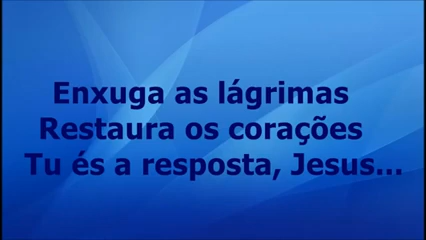 Enxuga as lágrimas
Restaura os corações
Tu és a resposta, Jesus...